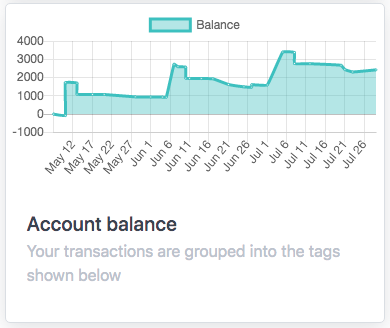 Balance
4000
3000
2000
1000
0
-1000
May 12
May 17
May 22
May 27
Jun 1
Jun 6
Jun 11
Jun 16
Jun 21
Jun 26
Jul 1
Jul 6
Jul 11
Jul 16
Jul 21
Jul 26
Account balance
Your transactions are grouped into the tags
shown below